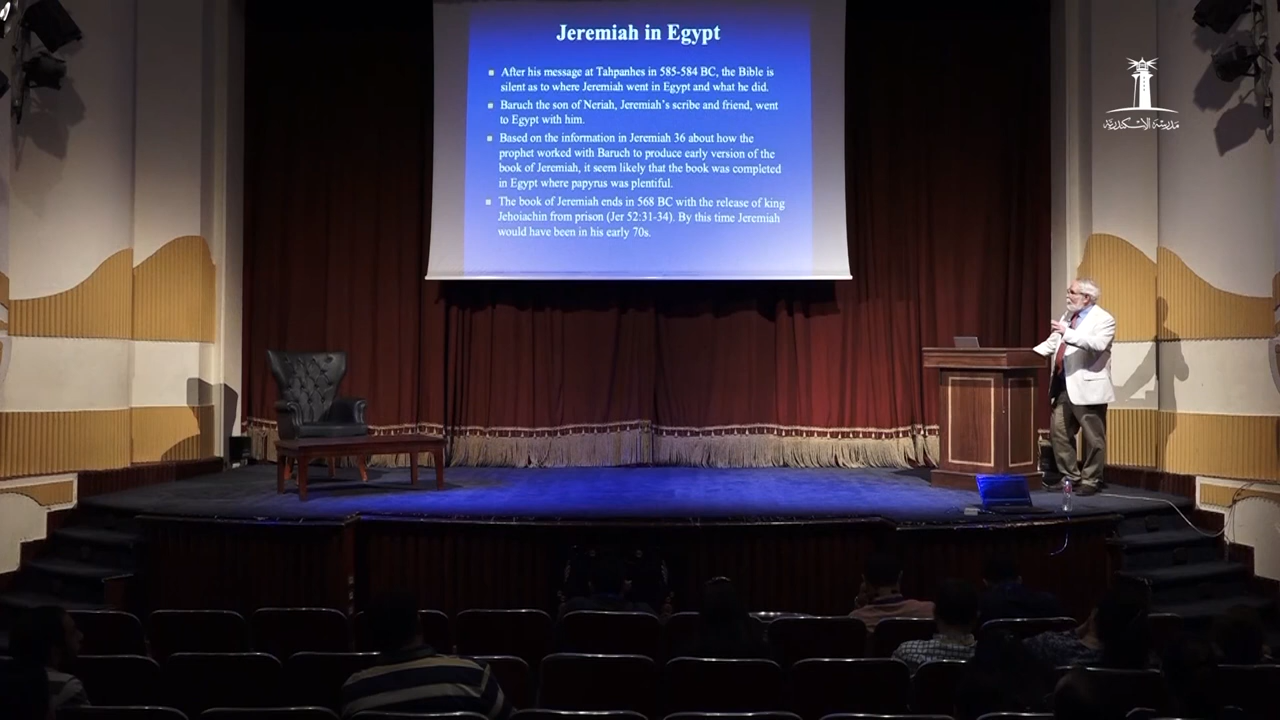 Jeremiah in Egypt
▪ After his message at Tahpanhes in 585-584 BC, the Bible is
silent as to where Jeremiah went in Egypt and what he did.
▪ Baruch the son of Neriah, Jeremiah's scribe and friend, went
to Egypt with him.
▪ Based on the information in Jeremiah 36 about how the
prophet worked with Baruch to produce early version of the
book of Jeremiah, it seem likely that the book was completed
in Egypt where papyrus was plentiful.
▪ The book of Jeremiah ends in 568 BC with the release of king
Jehoiachin from prison (Jer 52:31-34). By this time Jeremiah
would have been in his early 70s.
مدرسة الإسكندرية